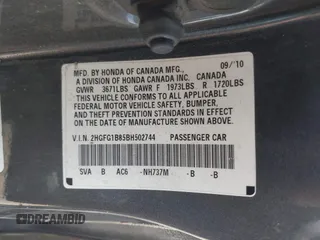 MFD. BY HONDA OF CANADA MFG., 09/10
A DIVISION OF HONDA CANADA INC. CANADA
GVWR 3671LBS GAWR F 1973LBS R 1720LBS
THIS VEHICLE CONFORMS TO ALL APPLICABLE
FEDERAL MOTOR VEHICLE SAFETY, BUMPER,
AND THEFT PREVENTION STANDARDS IN EFFECT
ON THE DATE OF MANUFACTURE SHOWN ABOVE.
V.I.N. 2HGFG1B85BH502744 PASSENGER CAR
SVA B AC6 -NH737M -B -B
DREAMBID